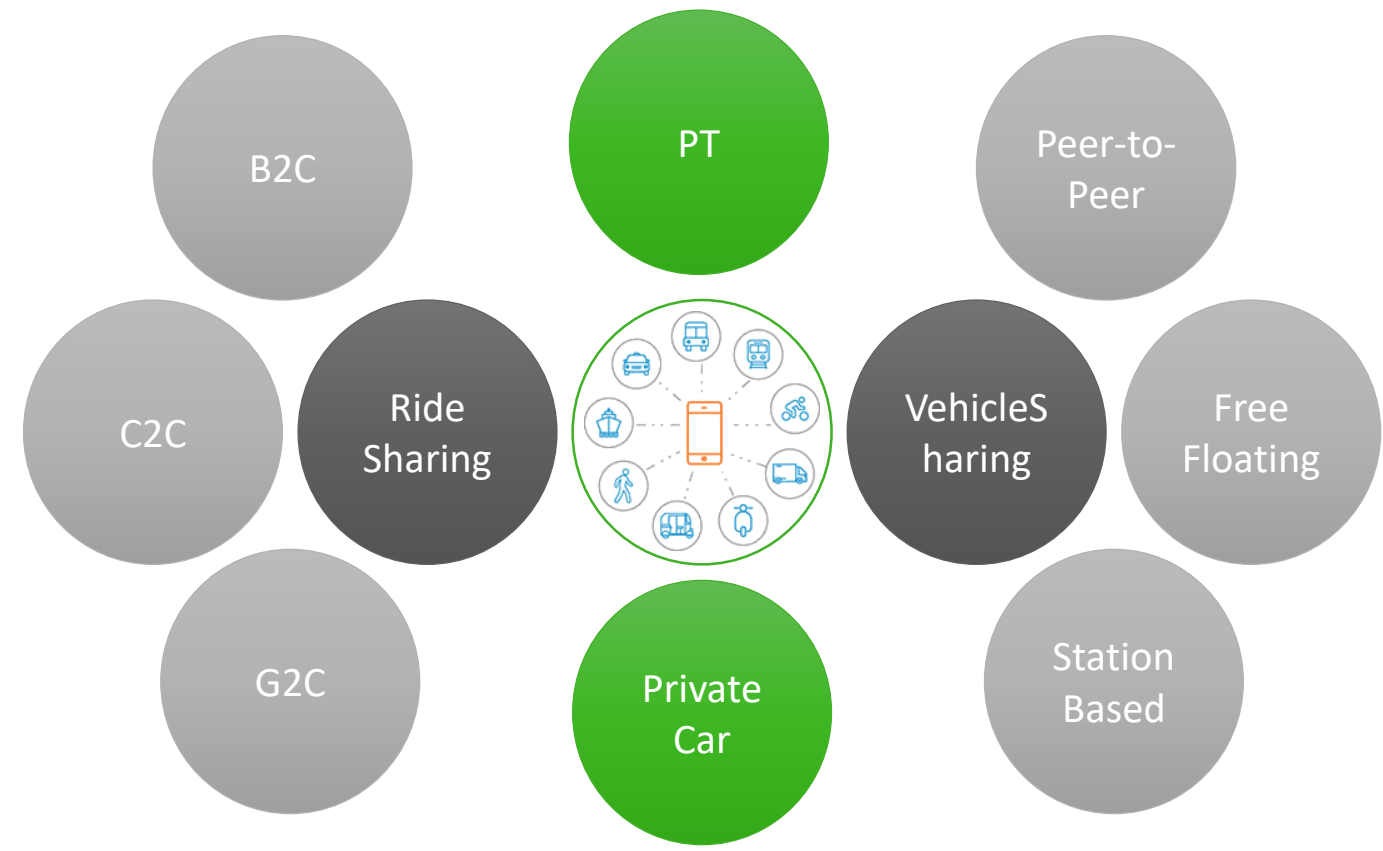 B2C
PT
Peer-to-
Peer
C2C
Ride
Sharing
VehicleS
haring
Free
Floating
G2C
Private
Car
Station
Based